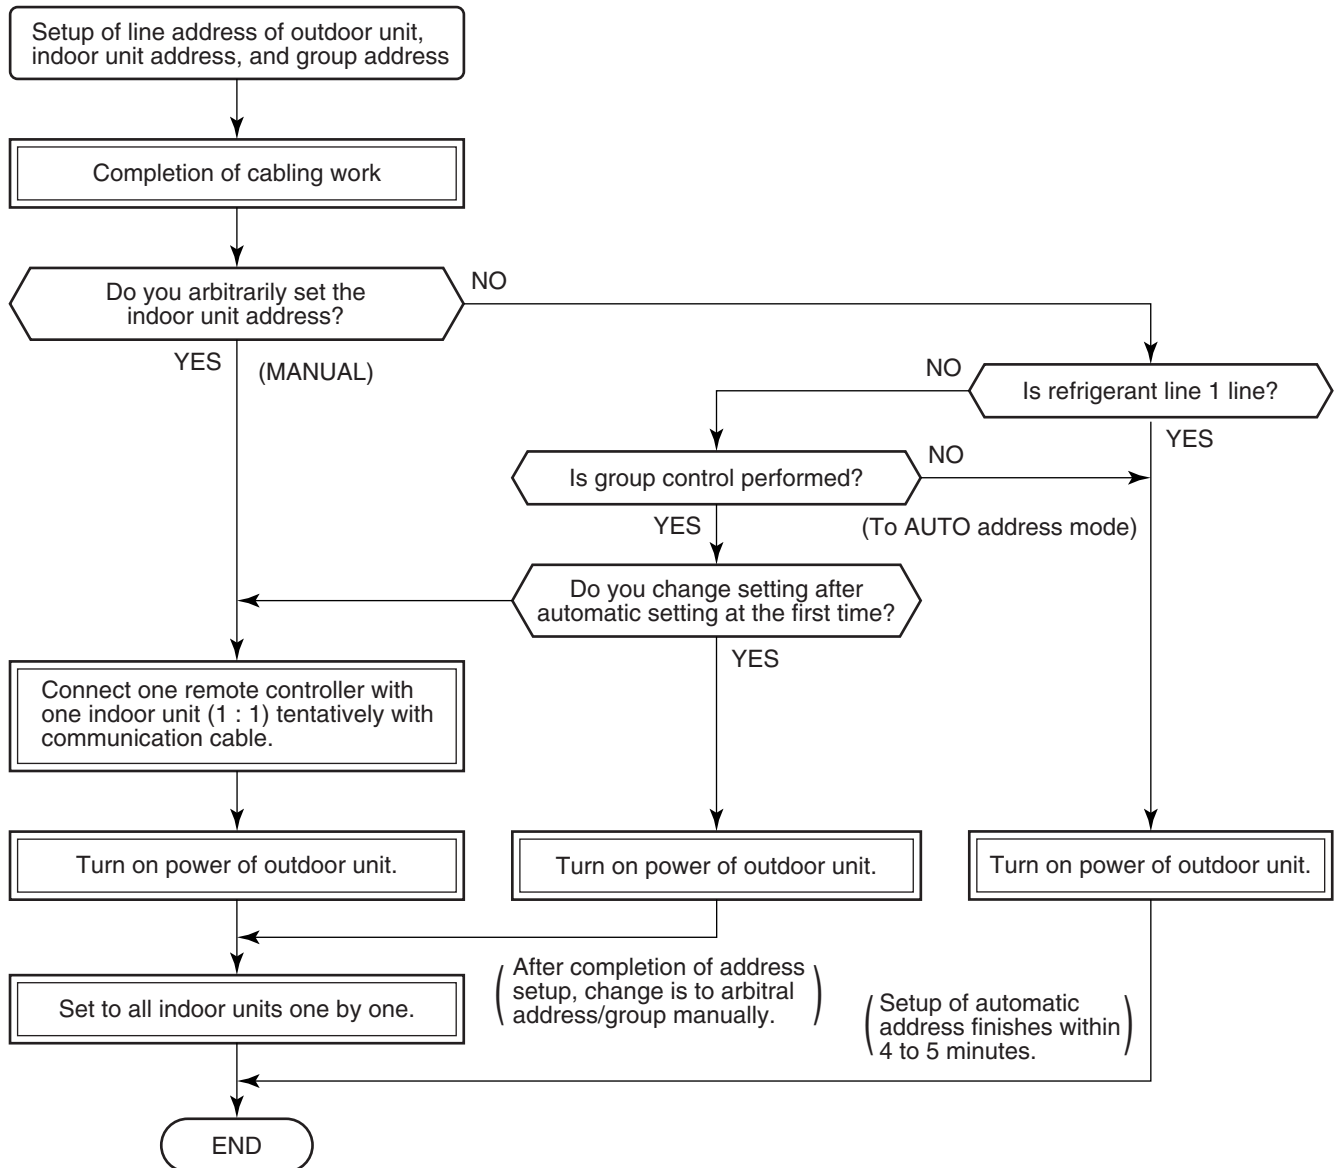 Setup of line address of outdoor unit,
indoor unit address, and group address
Completion of cabling work
Do you arbitrarily set the
indoor unit address?
NO
YES
(MANUAL)
NO
Is refrigerant line 1 line?
YES
Is group control performed?
NO
YES
(To AUTO address mode)
Do you change setting after
automatic setting at the first time?
YES
Connect one remote controller with
one indoor unit (1 : 1) tentatively with
communication cable.
Turn on power of outdoor unit.
Turn on power of outdoor unit.
Turn on power of outdoor unit.
After completion of address
setup, change is to arbitral
address/group manually.
Set to all indoor units one by one.
Setup of automatic
address finishes within
4 to 5 minutes.
END